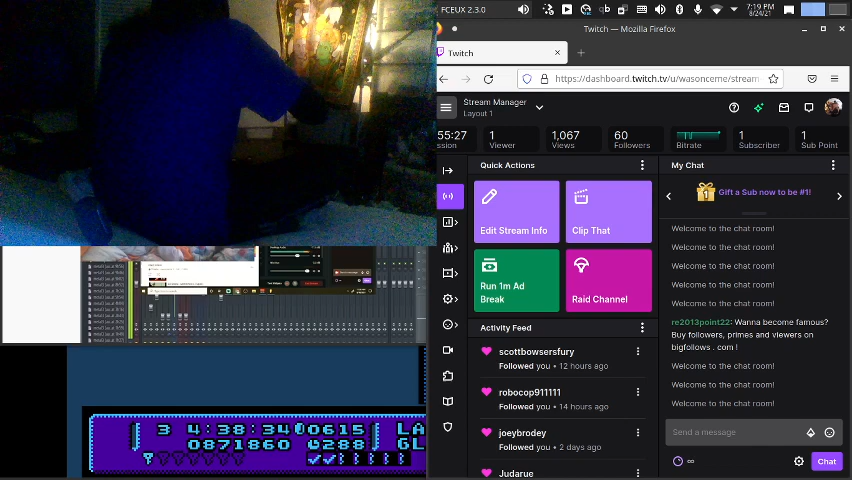 FCEUX 2.3.0
7:19 PM
8/24/21
Twitch — Mozilla Firefox
Twitch
https://dashboard.twitch.tv/u/wasonceme/stream
Stream Manager
Layout 1
55:27
ssion
1
Viewer
1,067
Views
60
Followers
Bitrate
1
Subscriber
1
Sub Point
Quick Actions
Edit Stream Info
Clip That
Run 1m Ad
Break
Raid Channel
Activity Feed
scottbowsersfury
Followed you • 12 hours ago
robocop911111
Followed you • 14 hours ago
joeybrodey
Followed you • 2 days ago
Judarue
My Chat
1
Gift a Sub now to be #1!
Welcome to the chat room!
Welcome to the chat room!
Welcome to the chat room!
Welcome to the chat room!
Welcome to the chat room!
re2013point22: Wanna become famous?
Buy followers, primes and viewers on
bigfollows . com !
Welcome to the chat room!
Welcome to the chat room!
Welcome to the chat room!
Send a message
∞
Chat
3 4:38:34 0615 LA
0871860 288 GL